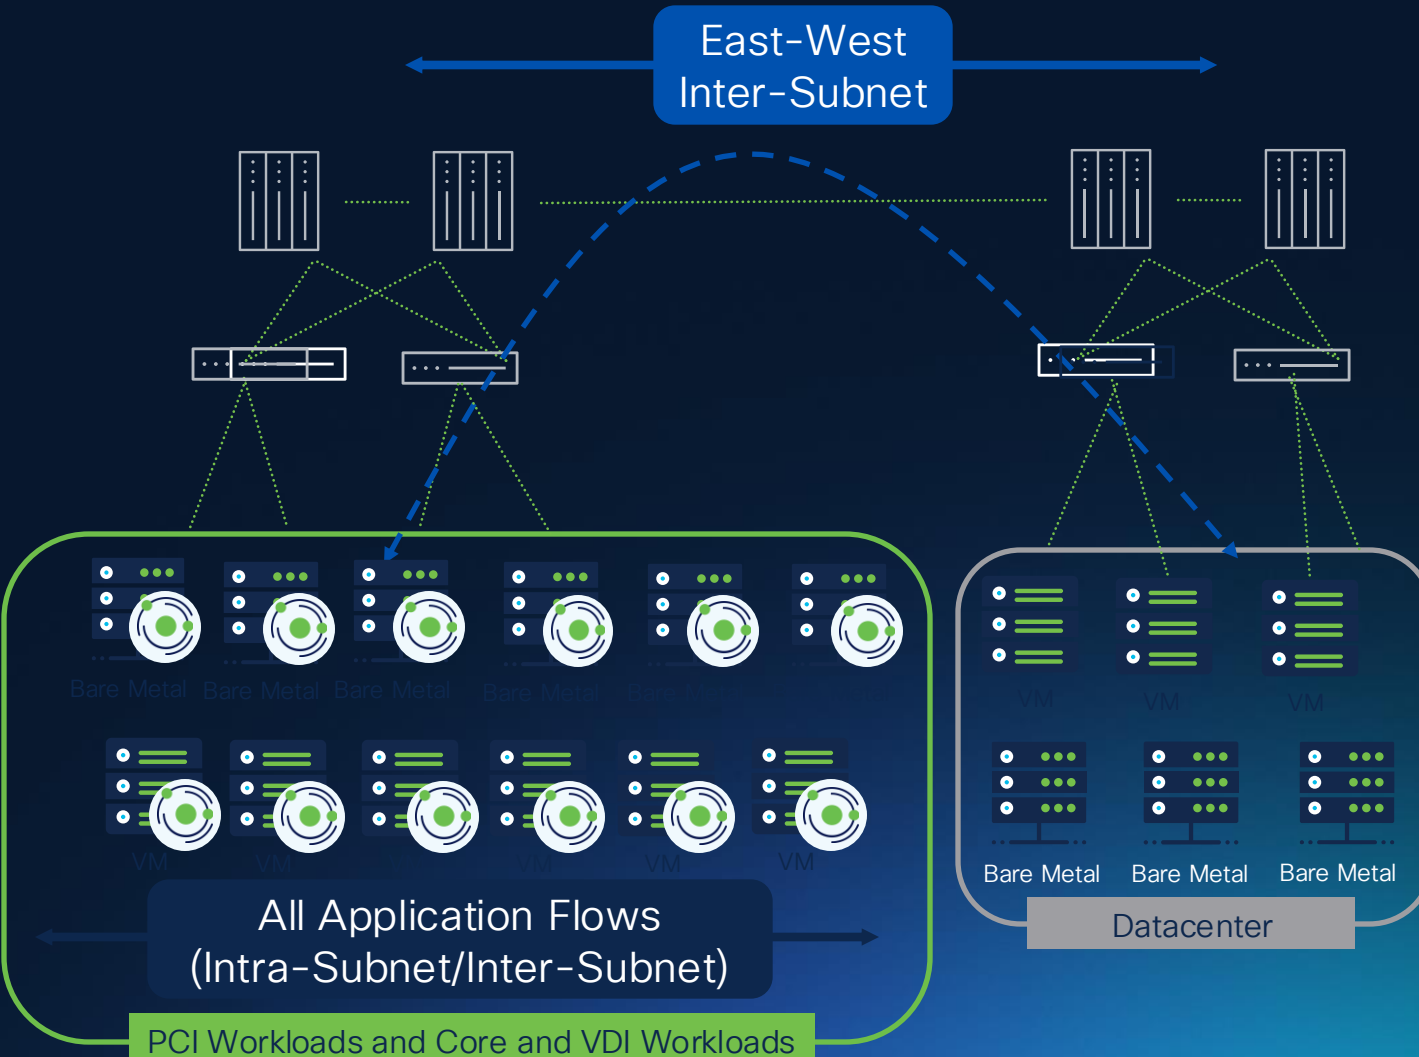 East-West
Inter-Subnet
Bare Metal Bare Metal Bare Metal Bare Metal Bare
VM VM VM
VM VM VM VM VM
Bare Metal Bare Metal Bare Metal
All Application Flows
(Intra-Subnet/Inter-Subnet)
Datacenter
PCI Workloads and Core and VDI Workloads